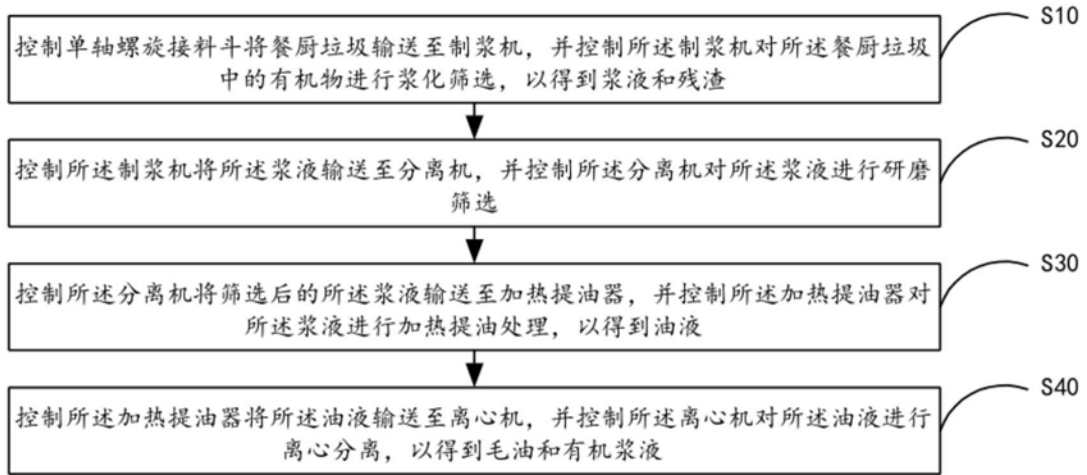 S10
控制单轴螺旋接料斗将餐厨垃圾输送至制浆机，并控制所述制浆机对所述餐厨垃圾
中的有机物进行浆化筛选，以得到浆液和残渣
S20
控制所述制浆机将所述浆液输送至分离机，并控制所述分离机对所述浆液进行研磨
筛选
S30
控制所述分离机将筛选后的所述浆液输送至加热提油器，并控制所述加热提油器对
所述浆液进行加热提油处理，以得到油液
S40
控制所述加热提油器将所述油液输送至离心机，并控制所述离心机对所述油液进行
离心分离，以得到毛油和有机浆液